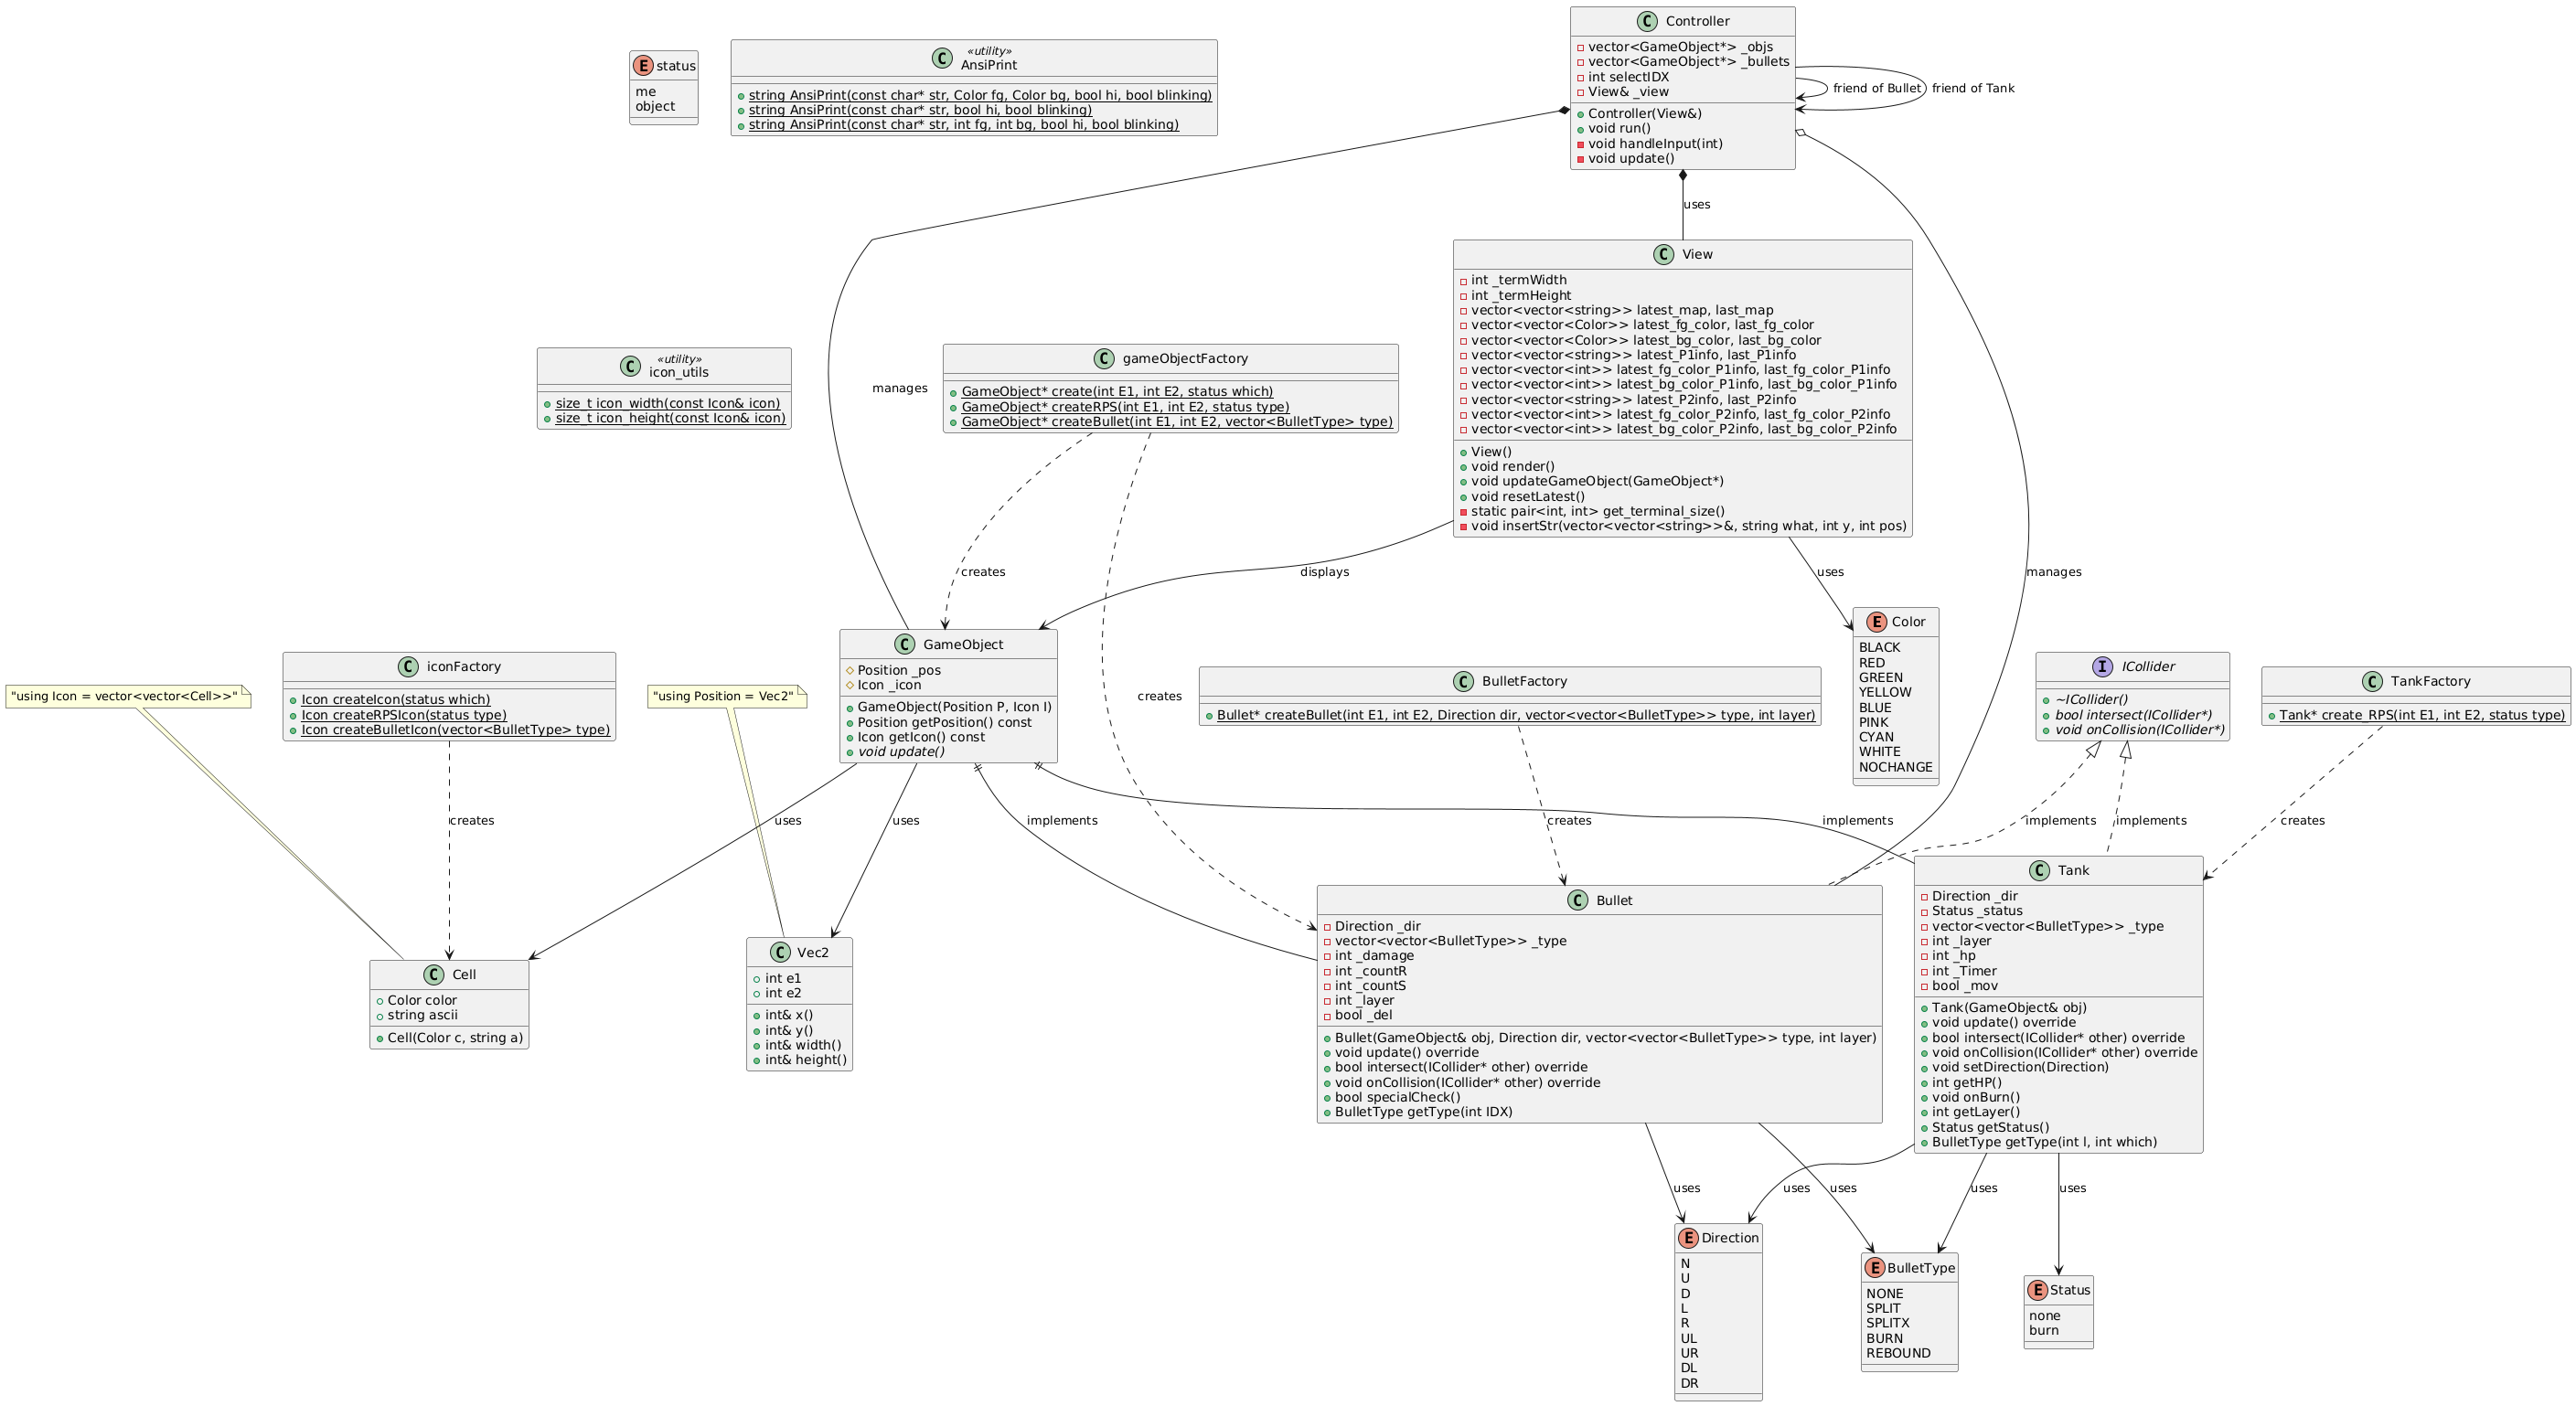 Controller
vector<GameObject*> _objs
vector<GameObject*> _bullets
int selectIDX
View& _view
Controller(View&)
void run()
void handleInput(int)
void update()
friend of Bullet
friend of Tank
status
me
object
«utility»
AnsiPrint
string AnsiPrint(const char* str, Color fg, Color bg, bool hi, bool blinking)
string AnsiPrint(const char* str, bool hi, bool blinking)
string AnsiPrint(const char* str, int fg, int bg, bool hi, bool blinking)
uses
View
int _termWidth
int _termHeight
vector<vector<string>> latest_map, last_map
vector<vector<Color>> latest_fg_color, last_fg_color
vector<vector<Color>> latest_bg_color, last_bg_color
vector<vector<string>> latest_P1info, last_P1info
vector<vector<int>> latest_fg_color_P1info, last_fg_color_P1info
vector<vector<int>> latest_bg_color_P1info, last_bg_color_P1info
vector<vector<string>> latest_P2info, last_P2info
vector<vector<int>> latest_fg_color_P2info, last_fg_color_P2info
vector<vector<int>> latest_bg_color_P2info, last_bg_color_P2info
View()
void render()
void updateGameObject(GameObject*)
void resetLatest()
static pair<int, int> get_terminal_size()
void insertStr(vector<vector<string>>&, string what, int y, int pos)
«utility»
icon_utils
size_t icon_width(const Icon& icon)
size_t icon_height(const Icon& icon)
manages
gameObjectFactory
GameObject* create(int E1, int E2, status which)
GameObject* createRPS(int E1, int E2, status type)
GameObject* createBullet(int E1, int E2, vector<BulletType> type)
creates
displays
uses
manages
Color
BLACK
RED
GREEN
YELLOW
BLUE
PINK
CYAN
WHITE
NOCHANGE
"using Icon = vector<vector<Cell>>"
iconFactory
Icon createIcon(status which)
Icon createRPSIcon(status type)
Icon createBulletIcon(vector<BulletType> type)
"using Position = Vec2"
GameObject
Position _pos
Icon _icon
GameObject(Position P, Icon I)
Position getPosition() const
Icon getIcon() const
void update()
creates
BulletFactory
Bullet* createBullet(int E1, int E2, Direction dir, vector<vector<BulletType>> type, int layer)
ICollider
~ICollider()
bool intersect(ICollider*)
void onCollision(ICollider*)
TankFactory
Tank* create_RPS(int E1, int E2, status type)
creates
uses
uses
implements
creates
implements
implements
implements
creates
Cell
Color color
string ascii
Cell(Color c, string a)
Vec2
int e1
int e2
int& x()
int& y()
int& width()
int& height()
Bullet
Direction _dir
vector<vector<BulletType>> _type
int _damage
int _countR
int _countS
int _layer
bool _del
Bullet(GameObject& obj, Direction dir, vector<vector<BulletType>> type, int layer)
void update() override
bool intersect(ICollider* other) override
void onCollision(ICollider* other) override
bool specialCheck()
BulletType getType(int IDX)
Tank
Direction _dir
Status _status
vector<vector<BulletType>> _type
int _layer
int _hp
int _Timer
bool _mov
Tank(GameObject& obj)
void update() override
bool intersect(ICollider* other) override
void onCollision(ICollider* other) override
void setDirection(Direction)
int getHP()
void onBurn()
int getLayer()
Status getStatus()
BulletType getType(int l, int which)
uses
uses
uses
uses
uses
Direction
N
U
D
L
R
UL
UR
DL
DR
BulletType
NONE
SPLIT
SPLITX
BURN
REBOUND
Status
none
burn